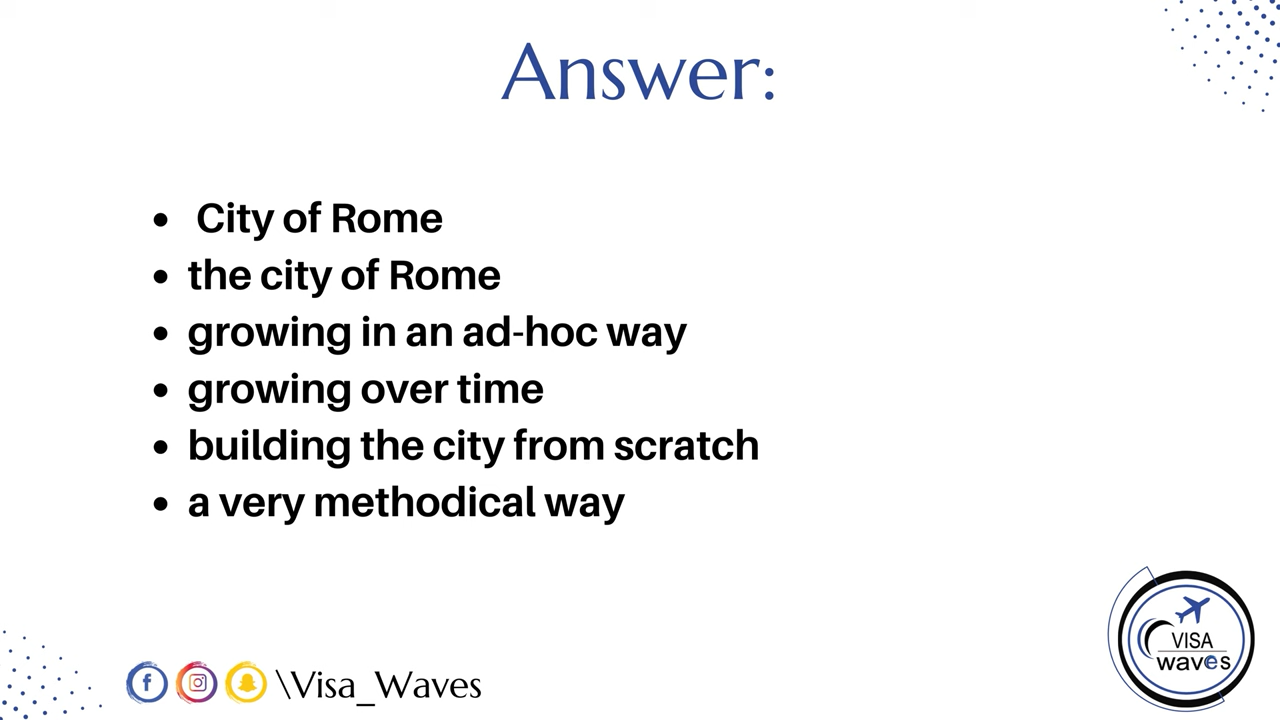 Answer:
• City of Rome
• the city of Rome
• growing in an ad-hoc way
• growing over time
• building the city from scratch
• a very methodical way
\Visa_Waves
VISA
waves